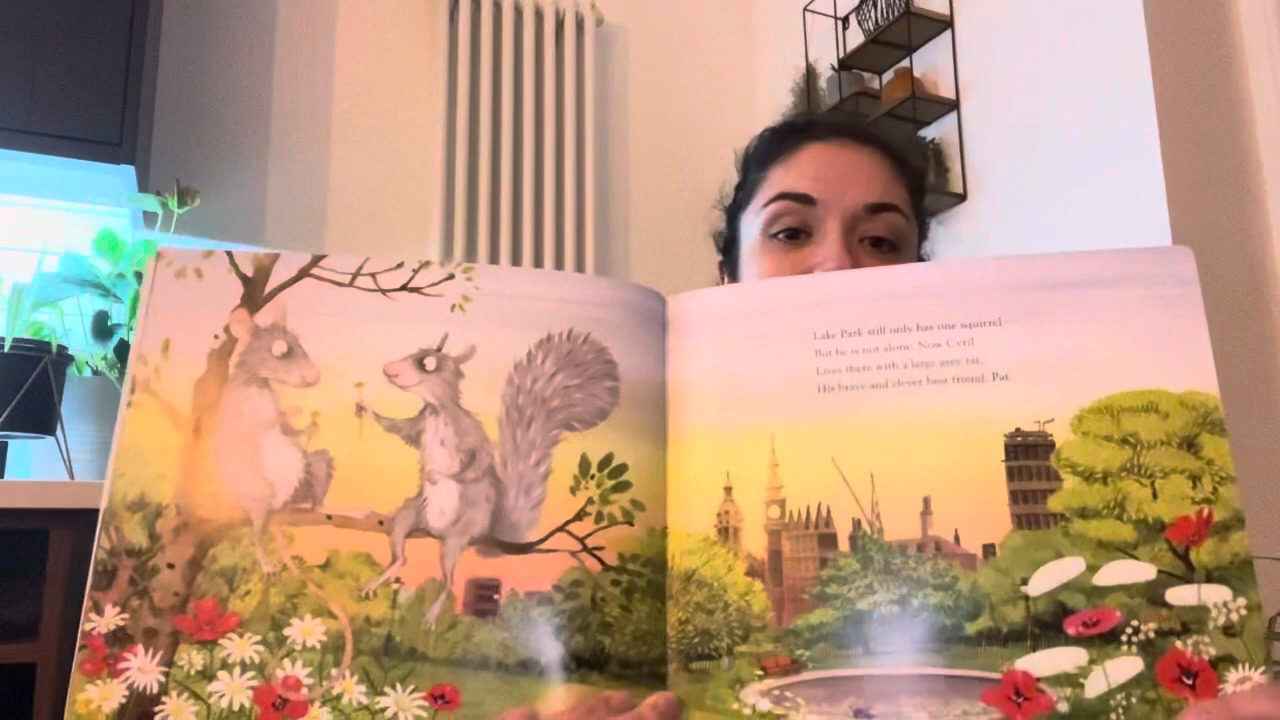 Lake Park still only has one squirrel.
But he is not alone. Now Cyril
Lives there with a large grey rat,
His brave and clever best friend, Pat.